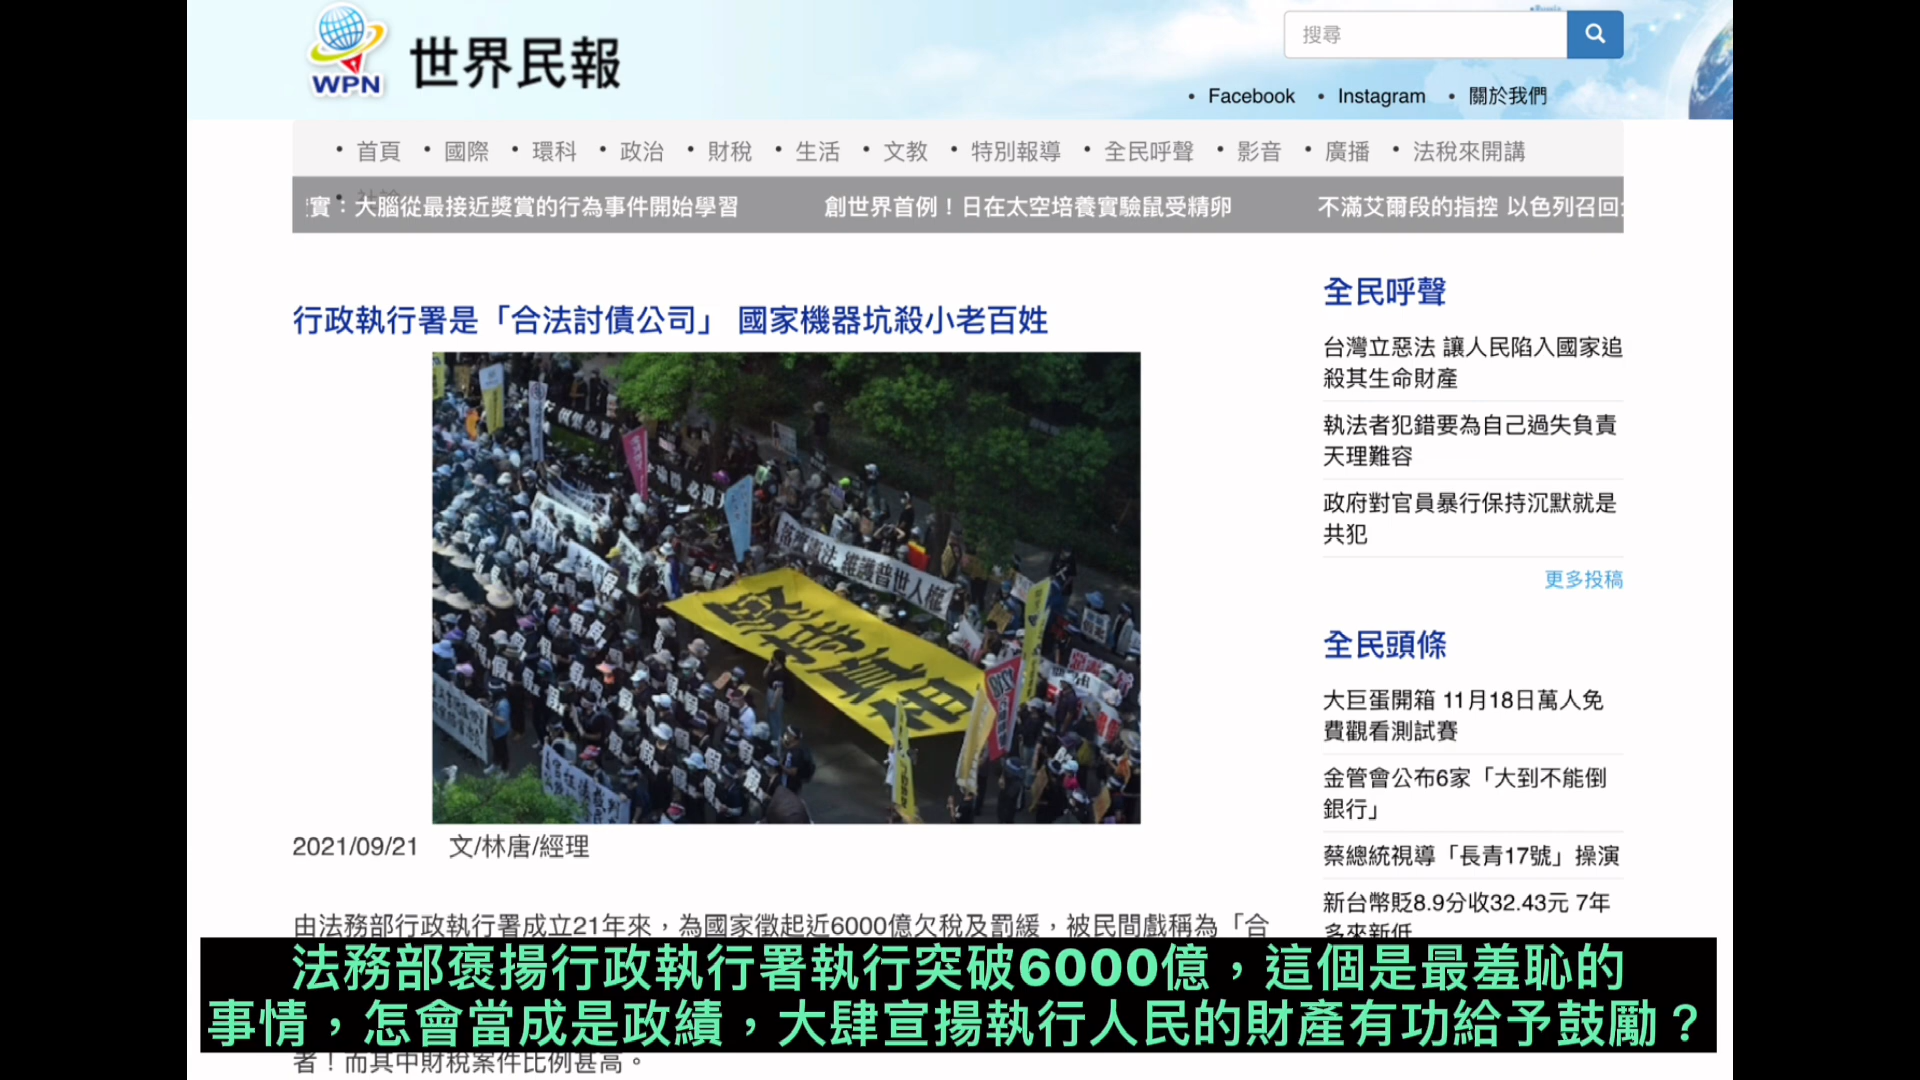 WPN
世界民報
搜尋
• Facebook • Instagram • 關於我們
• 首頁 • 國際 • 環科 • 政治 • 財稅 • 生活 • 文教 • 特別報導 • 全民呼聲 • 影音 • 廣播 • 法稅來開講
實：大腦從最接近獎賞的行為事件開始學習 創世界首例！日在太空培養實驗鼠受精卵 不滿艾爾段的指控 以色列召回
行政執行署是「合法討債公司」 國家機器坑殺小老百姓
維護普世人權
2021/09/21 文/林唐/經理
由法務部行政執行署成立21年來，為國家徵起近6000億欠稅及罰緩，被民間戲稱為「合
法務部褒揚行政執行署執行突破6000億，這個是最羞恥的
事情，怎會當成是政績，大肆宣揚執行人民的財產有功給予鼓勵？
者！而其中財稅案件比例甚高。
全民呼聲
台灣立惡法 讓人民陷入國家追
殺其生命財產
執法者犯錯要為自己過失負責
天理難容
政府對官員暴行保持沉默就是
共犯
更多投稿
全民頭條
大巨蛋開箱 11月18日萬人免
費觀看測試賽
金管會公布6家「大到不能倒
銀行」
蔡總統視導「長青17號」操演
新台幣貶8.9分收32.43元 7年
多來新低